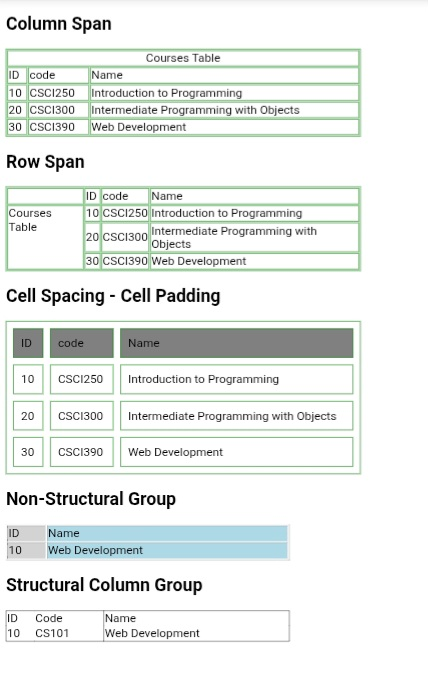 Column Span
Courses Table
ID code Name
10 CSCI250 Introduction to Programming
20 CSCI300 Intermediate Programming with Objects
30 CSCI390 Web Development
Row Span
ID code Name
Courses Table 10 CSCI250 Introduction to Programming
20 CSCI300 Intermediate Programming with
Objects
30 CSCI390 Web Development
Cell Spacing - Cell Padding
ID code Name
10 CSCI250 Introduction to Programming
20 CSCI300 Intermediate Programming with Objects
30 CSCI390 Web Development
Non-Structural Group
ID Name
10 Web Development
Structural Column Group
ID Code Name
10 CS101 Web Development